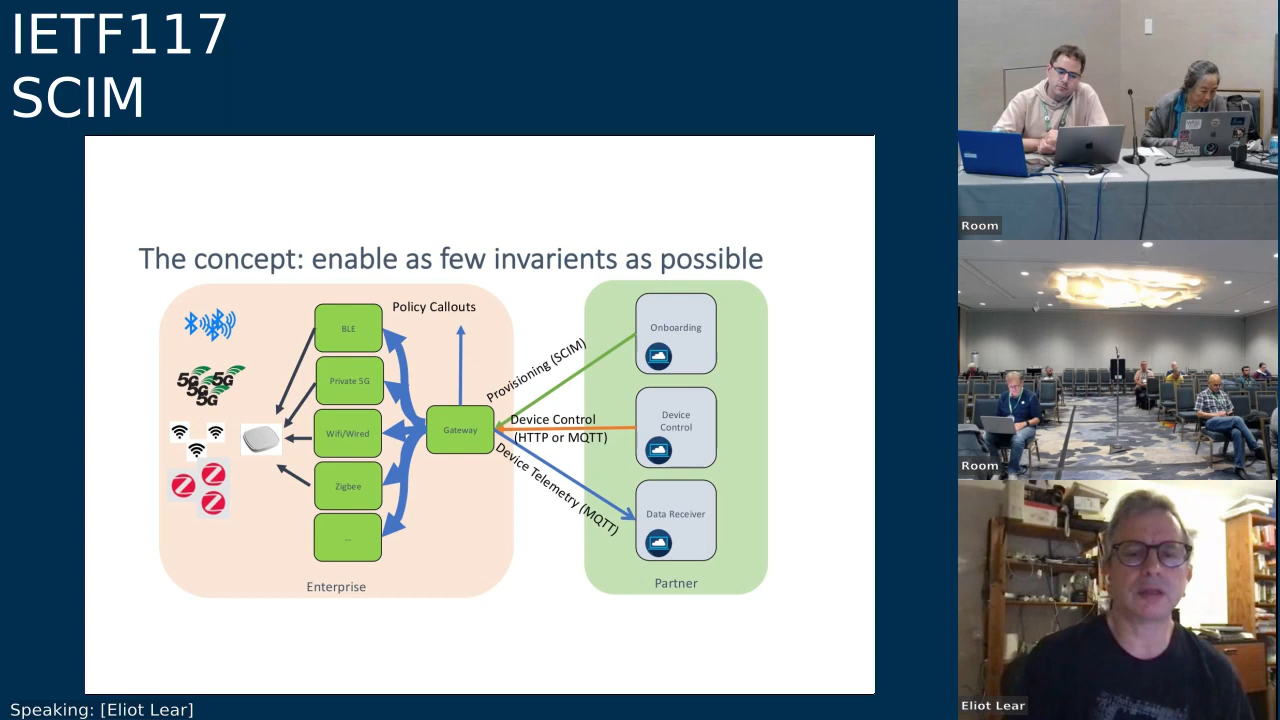 IETF117
SCIM
The concept: enable as few invarients as possible
Policy Callouts
BLE
Private 5G
Wifi/Wired
Zigbee
...
Gateway
5G
5G
5G
5G
Enterprise
Provisioning (SCIM)
Device Control
(HTTP or MQTT)
Device Telemetry (MQTT)
Onboarding
Device
Control
Data Receiver
Partner
Room
Room
Eliot Lear
Speaking: [Eliot Lear]